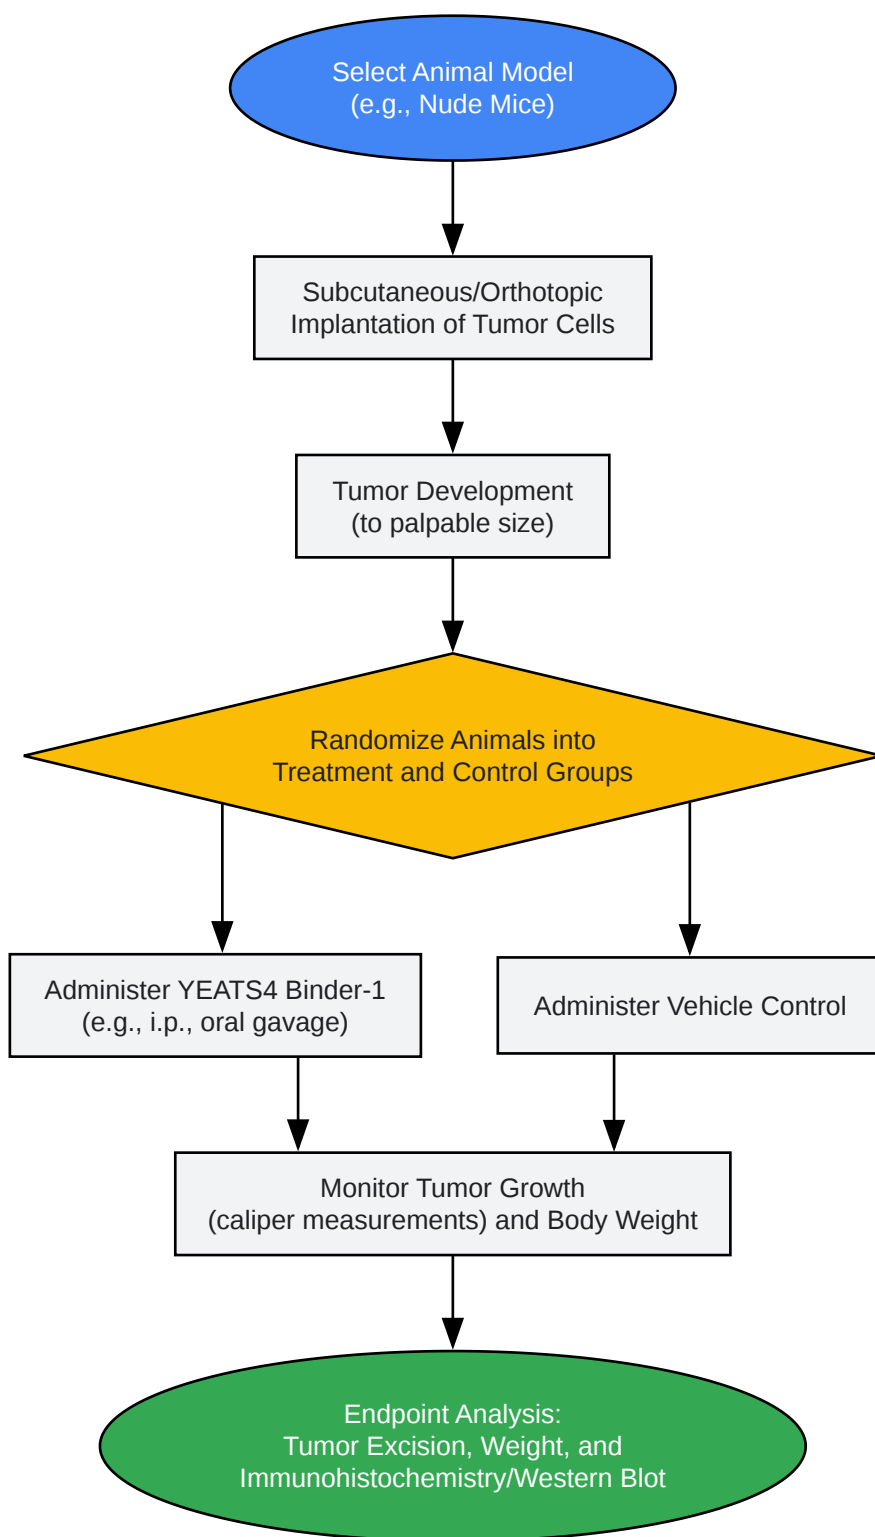 Select Animal Model
(e.g., Nude Mice)
Subcutaneous/Orthotopic
Implantation of Tumor Cells
Tumor Development
(to palpable size)
Randomize Animals into
Treatment and Control Groups
Administer YEATS4 Binder-1
(e.g., i.p., oral gavage)
Administer Vehicle Control
Monitor Tumor Growth
(caliper measurements) and Body Weight
Endpoint Analysis:
Tumor Excision, Weight, and
Immunohistochemistry/Western Blot